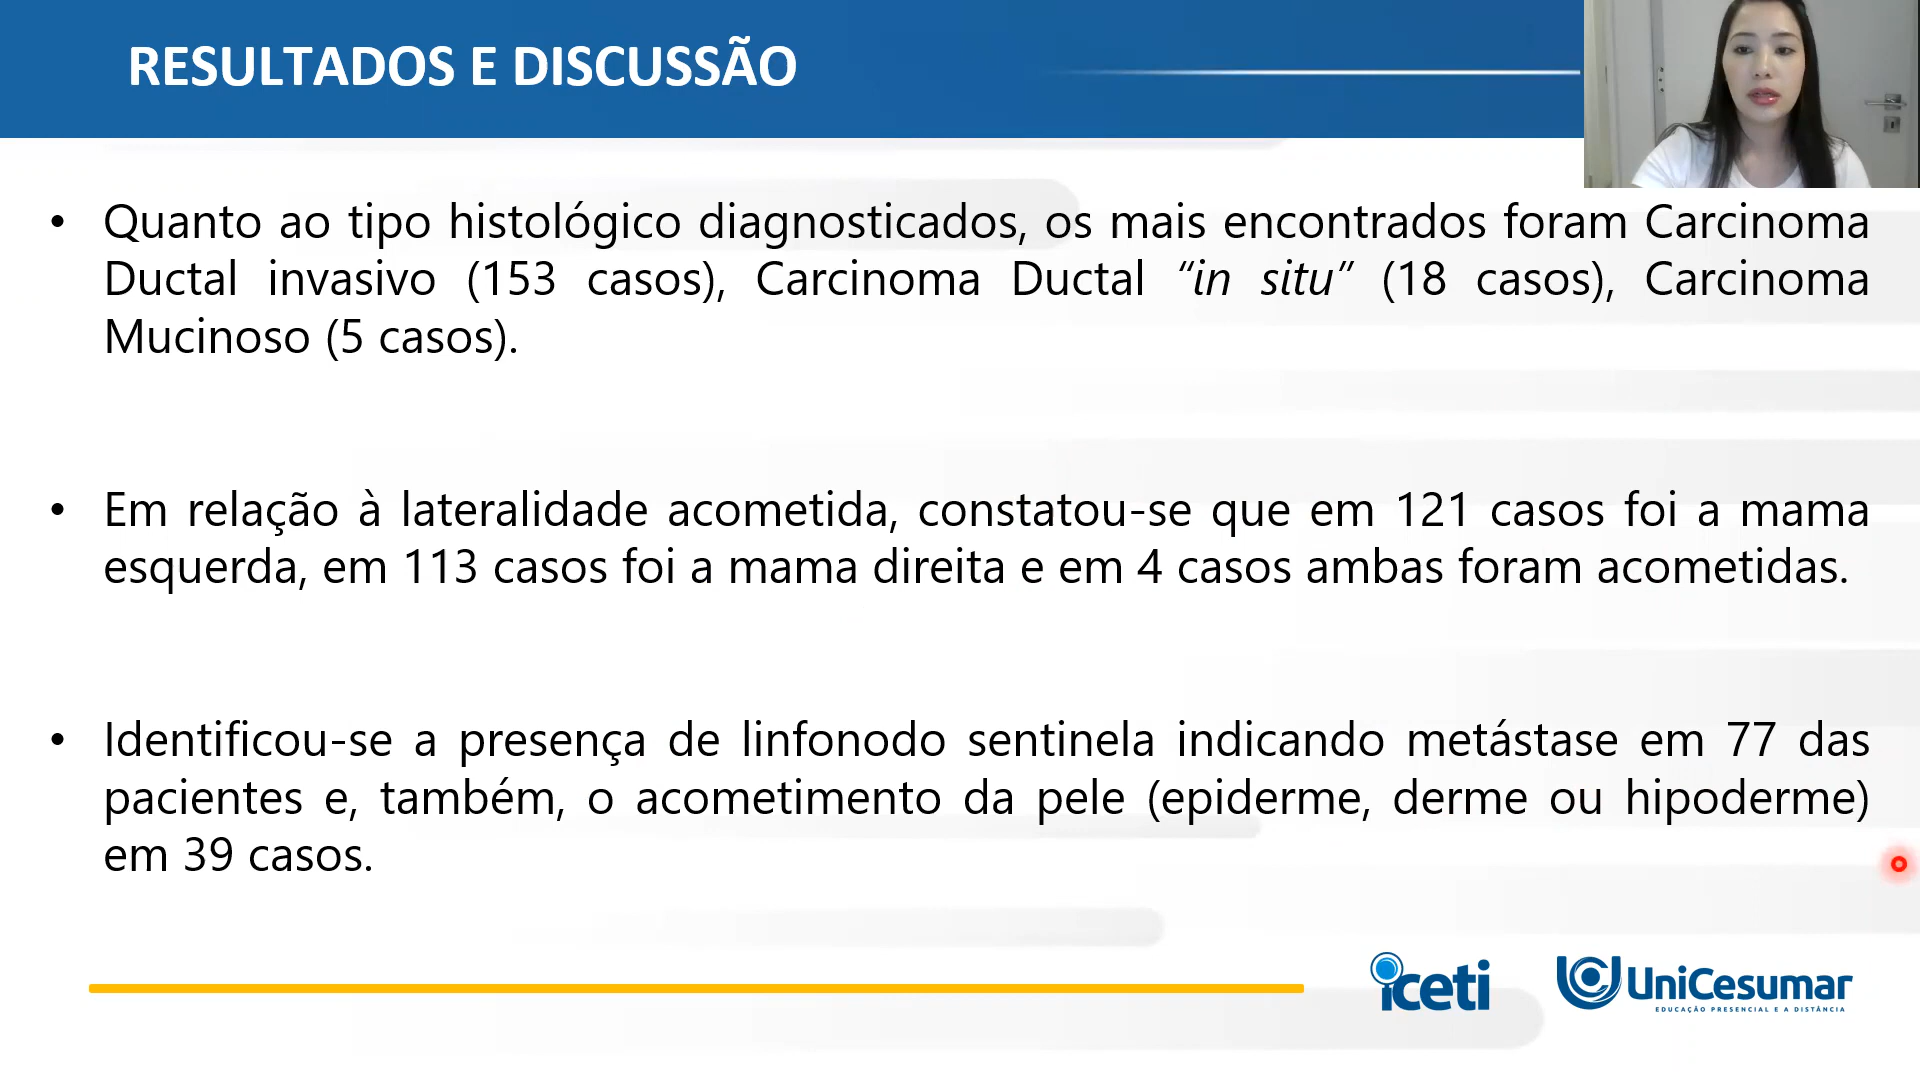 RESULTADOS E DISCUSSÃO
• Quanto ao tipo histológico diagnosticados, os mais encontrados foram Carcinoma
Ductal invasivo (153 casos), Carcinoma Ductal “in situ” (18 casos), Carcinoma
Mucinoso (5 casos).
• Em relação à lateralidade acometida, constatou-se que em 121 casos foi a mama
esquerda, em 113 casos foi a mama direita e em 4 casos ambas foram acometidas.
• Identificou-se a presença de linfonodo sentinela indicando metástase em 77 das
pacientes e, também, o acometimento da pele (epiderme, derme ou hipoderme)
em 39 casos.
iceti
UniCesumar
EDUCAÇÃO PRESENCIAL E A DISTÂNCIA